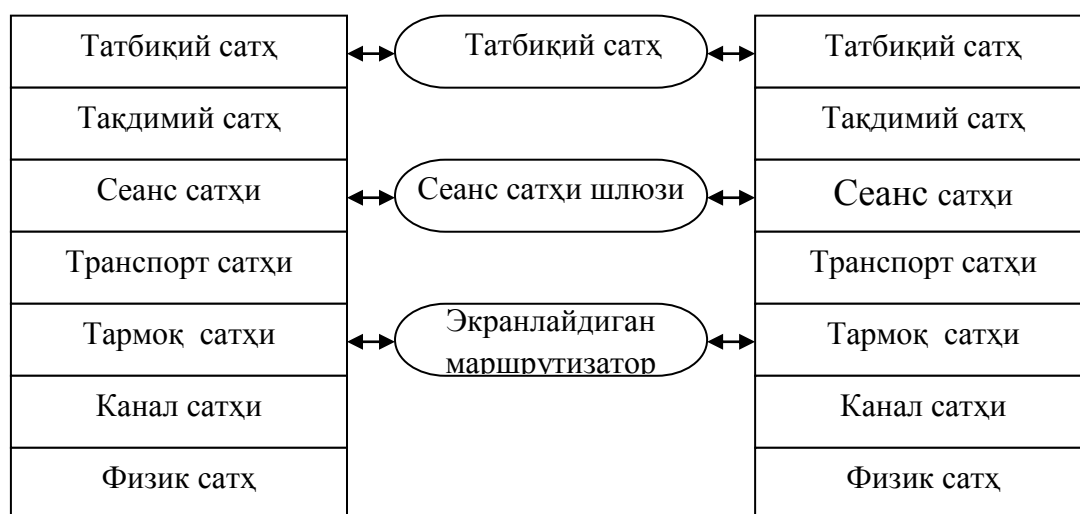 Татбиқий сатҳ
Татбиқий сатҳ
Татбиқий сатҳ
Тақдимий сатҳ
Тақдимий сатҳ
Сеанс сатҳи
Сеанс сатҳи шлюзи
Сеанс сатҳи
Транспорт сатҳи
Транспорт сатҳи
Тармоқ сатҳи
Экранлайдиган
маршрутизатор
Тармоқ сатҳи
Канал сатҳи
Канал сатҳи
Физик сатҳ
Физик сатҳ